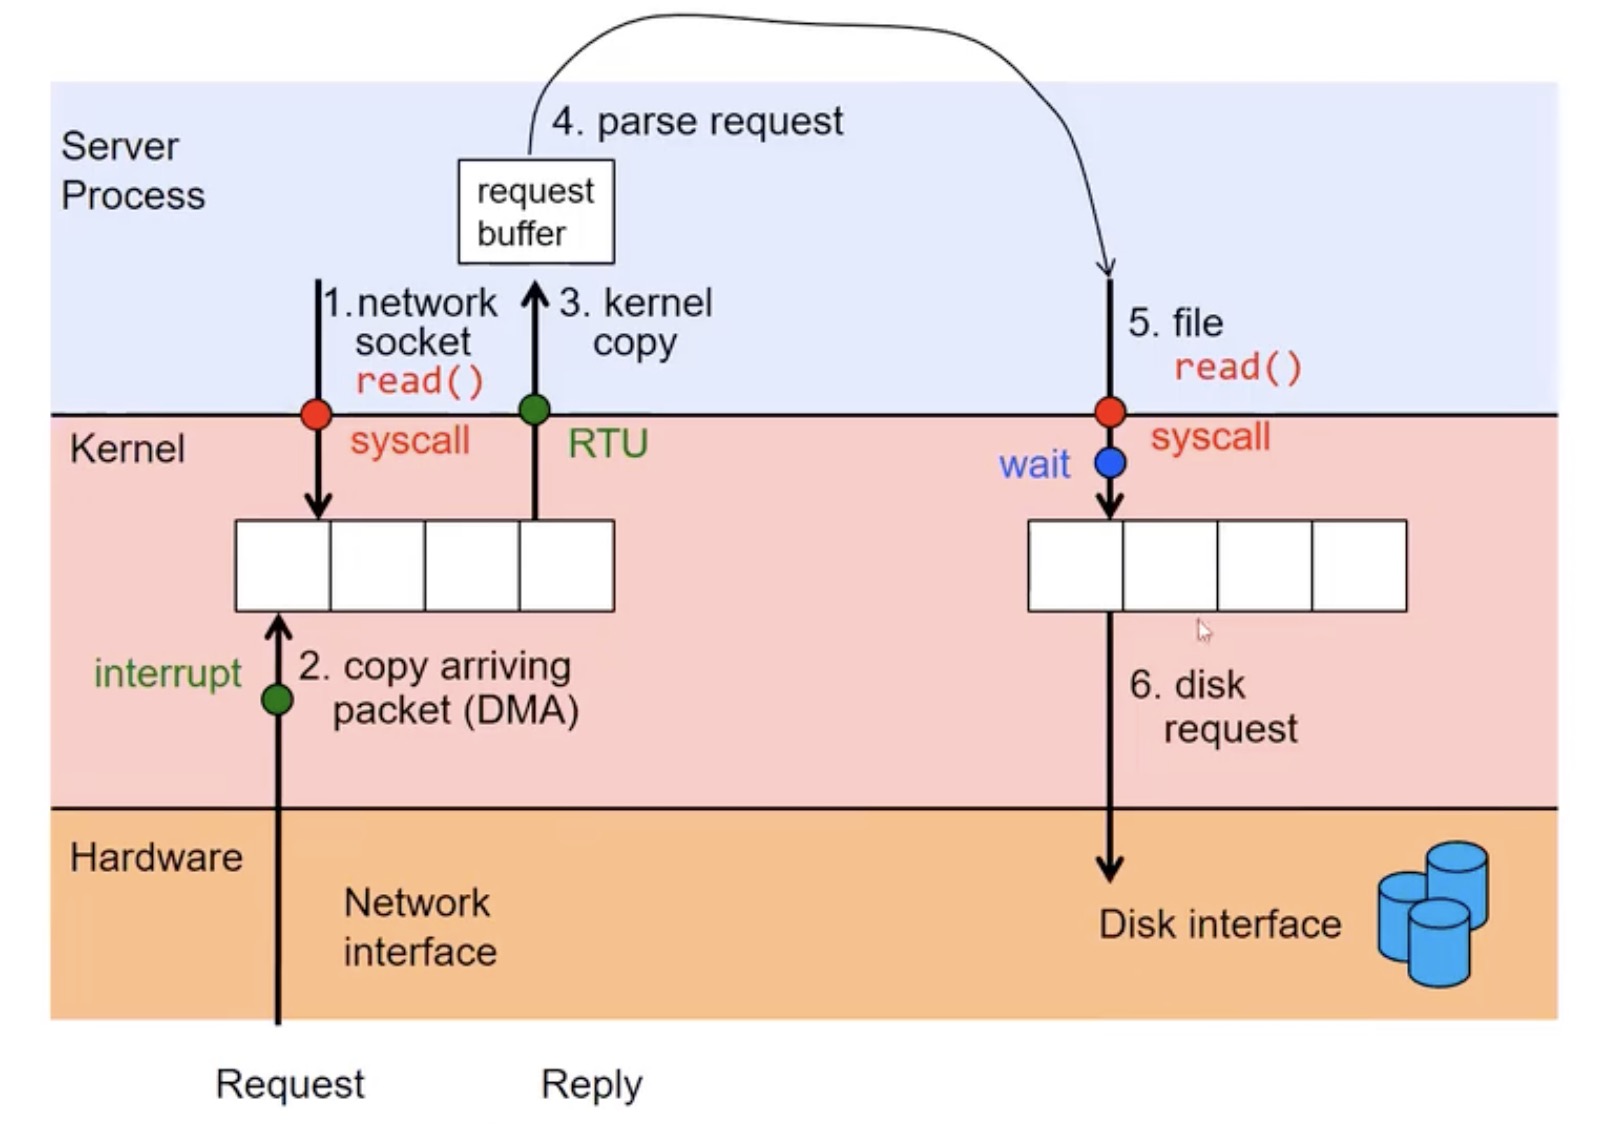 4. parse request
Server
Process
request
buffer
1.network
socket
read()
3. kernel
copy
5. file
read()
Kernel
syscall
RTU
syscall
wait
interrupt
2. copy arriving
packet (DMA)
6. disk
request
Hardware
Network
interface
Disk interface
Request
Reply